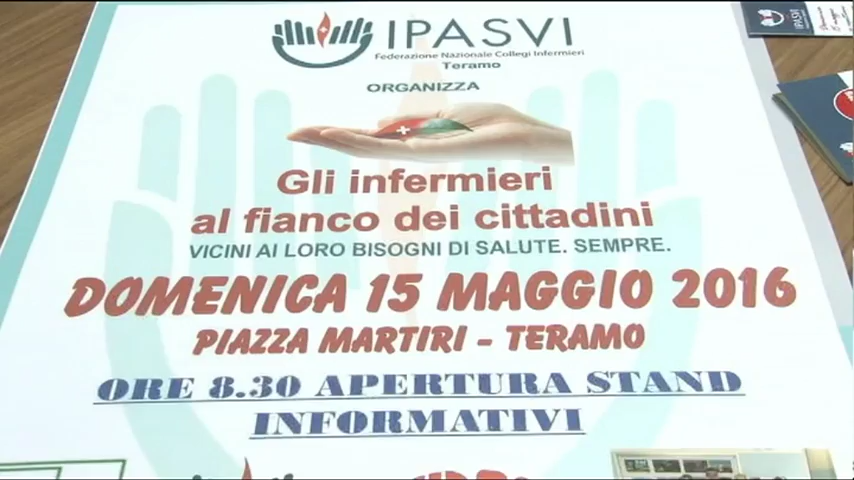 IPASVI
Federazione Nazionale Collegi Infermieri
Teramo
ORGANIZZA
Gli infermieri
al fianco dei cittadini
VICINI AI LORO BISOGNI DI SALUTE. SEMPRE.
DOMENICA 15 MAGGIO 2016
PIAZZA MARTIRI - TERAMO
ORE 8.30 APERTURA STAND
INFORMATIVI